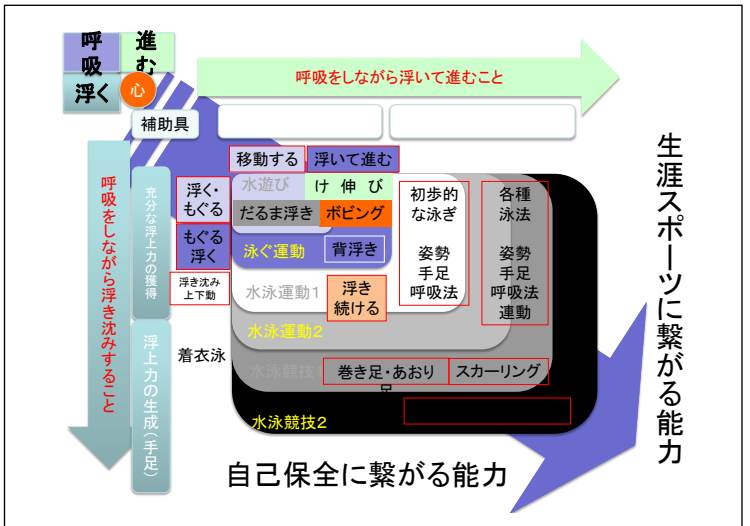 呼吸
進む
浮く
心
呼吸をしながら浮いて進むこと
補助具
移動する
浮いて進む
浮く・
もぐる
水遊び
け伸び
だるま浮き
ボビング
もぐる
浮く
泳ぐ運動
背浮き
浮き沈み
上下動
水泳運動1
浮き
続ける
初歩的
な泳ぎ
姿勢
手足
呼吸法
各種
泳法
姿勢
手足
呼吸法
連動
水泳運動2
着衣泳
水泳競技1
巻き足・あおり
足
スカーリング
水泳競技2
充分な浮上力の獲得
浮上力の生成(手足)
呼吸をしながら浮き沈みすること
自己保全に繋がる能力
生涯スポーツに繋がる能力